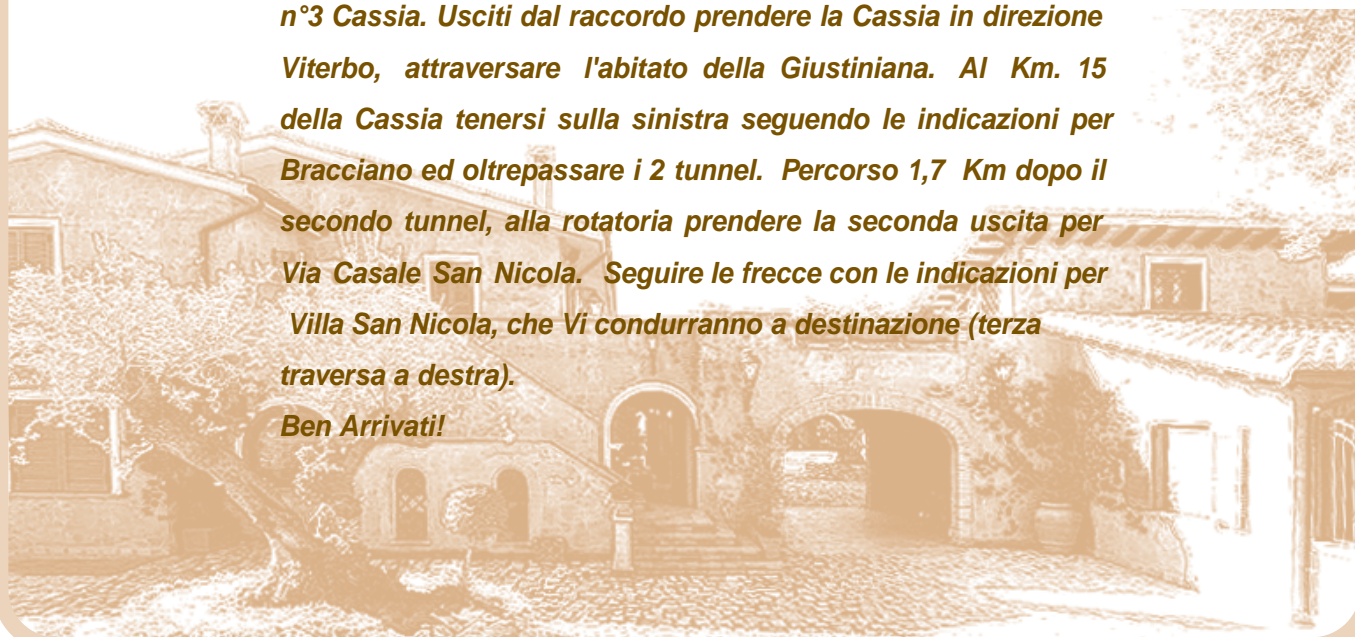 n°3 Cassia. Usciti dal raccordo prendere la Cassia in direzione
Viterbo, attraversare l'abitato della Giustiniana. Al Km. 15
della Cassia tenersi sulla sinistra seguendo le indicazioni per
Bracciano ed oltrepassare i 2 tunnel. Percorso 1,7 Km dopo il
secondo tunnel, alla rotatoria prendere la seconda uscita per
Via Casale San Nicola. Seguire le frecce con le indicazioni per
Villa San Nicola, che Vi condurranno a destinazione (terza
traversa a destra).
Ben Arrivati!